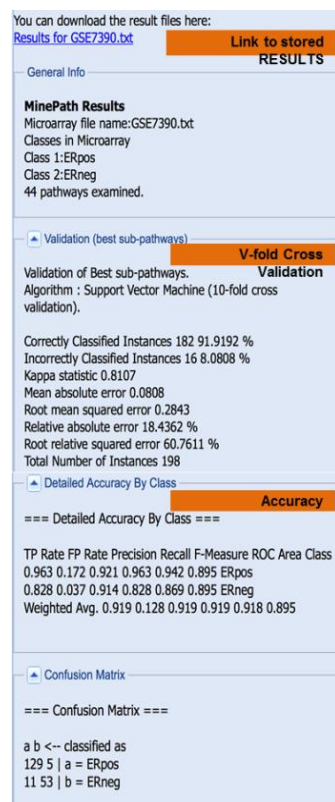 You can download the result files here:
Results for GSE7390.txt
Link to stored
RESULTS
General Info
MinePath Results
Microarray file name:GSE7390.txt
Classes in Microarray
Class 1:ERpos
Class 2:ERneg
44 pathways examined.
Validation (best sub-pathways)
V-fold Cross
Validation
Validation of Best sub-pathways.
Algorithm : Support Vector Machine (10-fold cross
validation).
Correctly Classified Instances 182 91.9192 %
Incorrectly Classified Instances 16 8.0808 %
Kappa statistic 0.8107
Mean absolute error 0.0808
Root mean squared error 0.2843
Relative absolute error 18.4362 %
Root relative squared error 60.7611 %
Total Number of Instances 198
Detailed Accuracy By Class
Accuracy
=== Detailed Accuracy By Class ===
TP Rate FP Rate Precision Recall F-Measure ROC Area Class
0.963 0.172 0.921 0.963 0.942 0.895 ERpos
0.828 0.037 0.914 0.828 0.869 0.895 ERneg
Weighted Avg. 0.919 0.128 0.919 0.919 0.918 0.895
Confusion Matrix
=== Confusion Matrix ===
a b <-- classified as
129 5 | a = ERpos
11 53 | b = ERneg